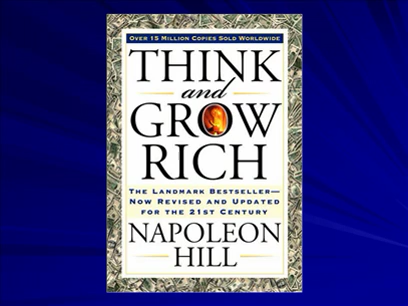 OVER 15 MILLION COPIES SOLD WORLDWIDE
THINK
and
GROW
RICH
THE LANDMARK BESTSELLER—
NOW REVISED AND UPDATED
FOR THE 21ST CENTURY
NAPOLEON
HILL